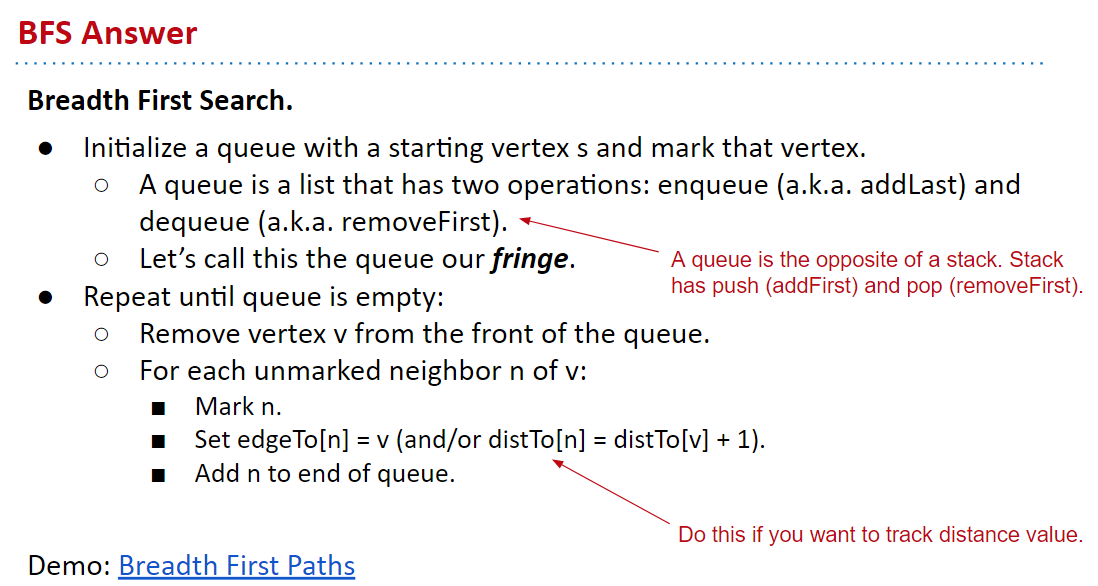 BFS Answer
Breadth First Search.
● Initialize a queue with a starting vertex s and mark that vertex.
○ A queue is a list that has two operations: enqueue (a.k.a. addLast) and
dequeue (a.k.a. removeFirst).
○ Let’s call this the queue our fringe.
A queue is the opposite of a stack. Stack
has push (addFirst) and pop (removeFirst).
● Repeat until queue is empty:
○ Remove vertex v from the front of the queue.
○ For each unmarked neighbor n of v:
■ Mark n.
■ Set edgeTo[n] = v (and/or distTo[n] = distTo[v] + 1).
■ Add n to end of queue.
Do this if you want to track distance value.
Demo: Breadth First Paths